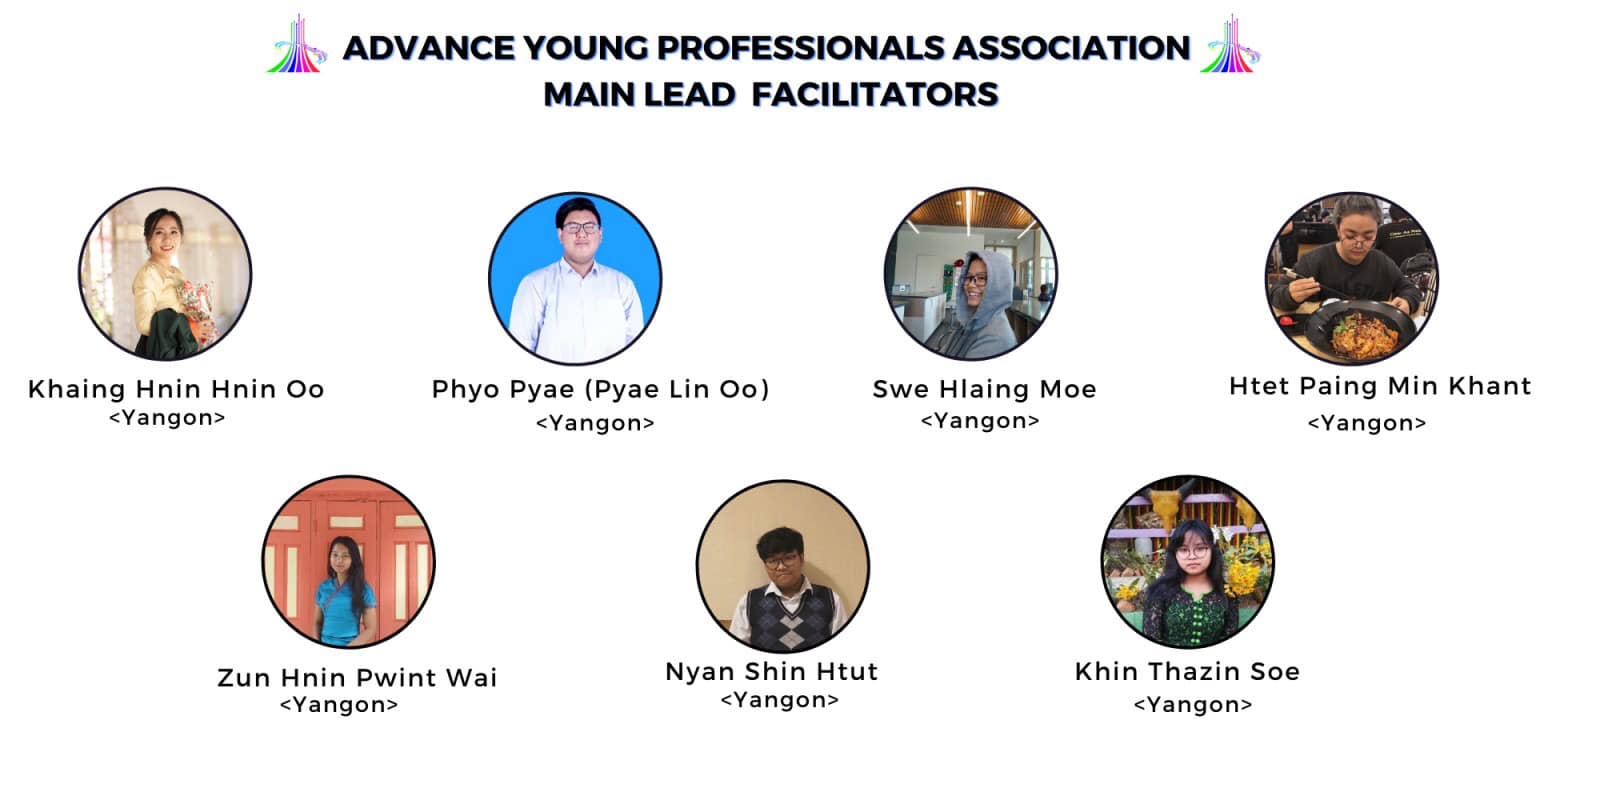 ADVANCE YOUNG PROFESSIONALS ASSOCIATION
MAIN LEAD FACILITATORS
Khaing Hnin Hnin Oo
<Yangon>
Phyo Pyae (Pyae Lin Oo)
<Yangon>
Swe Hlaing Moe
<Yangon>
Htet Paing Min Khant
<Yangon>
Zun Hnin Pwint Wai
<Yangon>
Nyan Shin Htut
<Yangon>
Khin Thazin Soe
<Yangon>